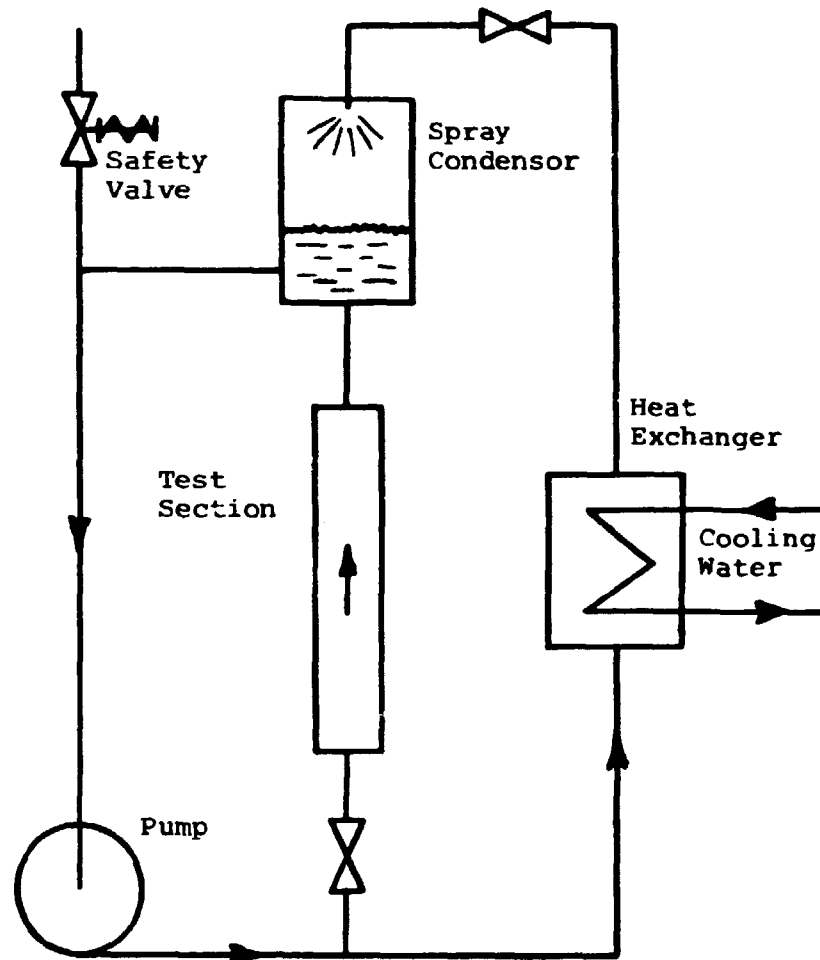 Spray
Condensor
Safety
Valve
Heat
Exchanger
Test
Section
Cooling
Water
Pump